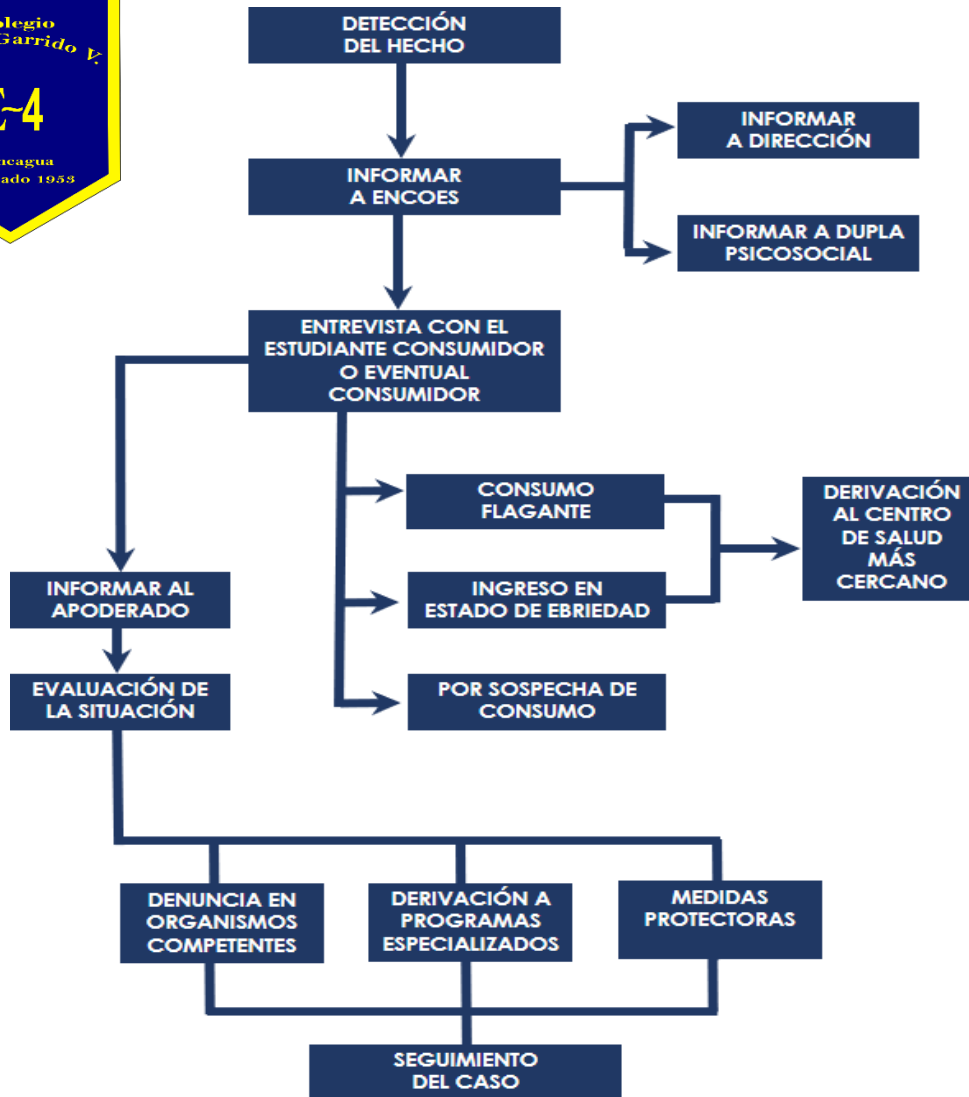 olegio
Garrido V.
~4
ncagua
ado 1953
DETECCIÓN
DEL HECHO
INFORMAR
A DIRECCIÓN
INFORMAR
A ENCOES
INFORMAR A DUPLA
PSICOSOCIAL
ENTREVISTA CON EL
ESTUDIANTE CONSUMIDOR
O EVENTUAL
CONSUMIDOR
CONSUMO
FLAGANTE
DERIVACIÓN
AL CENTRO
DE SALUD
MÁS
CERCANO
INFORMAR AL
APODERADO
INGRESO EN
ESTADO DE EBRIEDAD
EVALUACIÓN DE
LA SITUACIÓN
POR SOSPECHA DE
CONSUMO
DENUNCIA EN
ORGANISMOS
COMPETENTES
DERIVACIÓN A
PROGRAMAS
ESPECIALIZADOS
MEDIDAS
PROTECTORAS
SEGUIMIENTO
DEL CASO